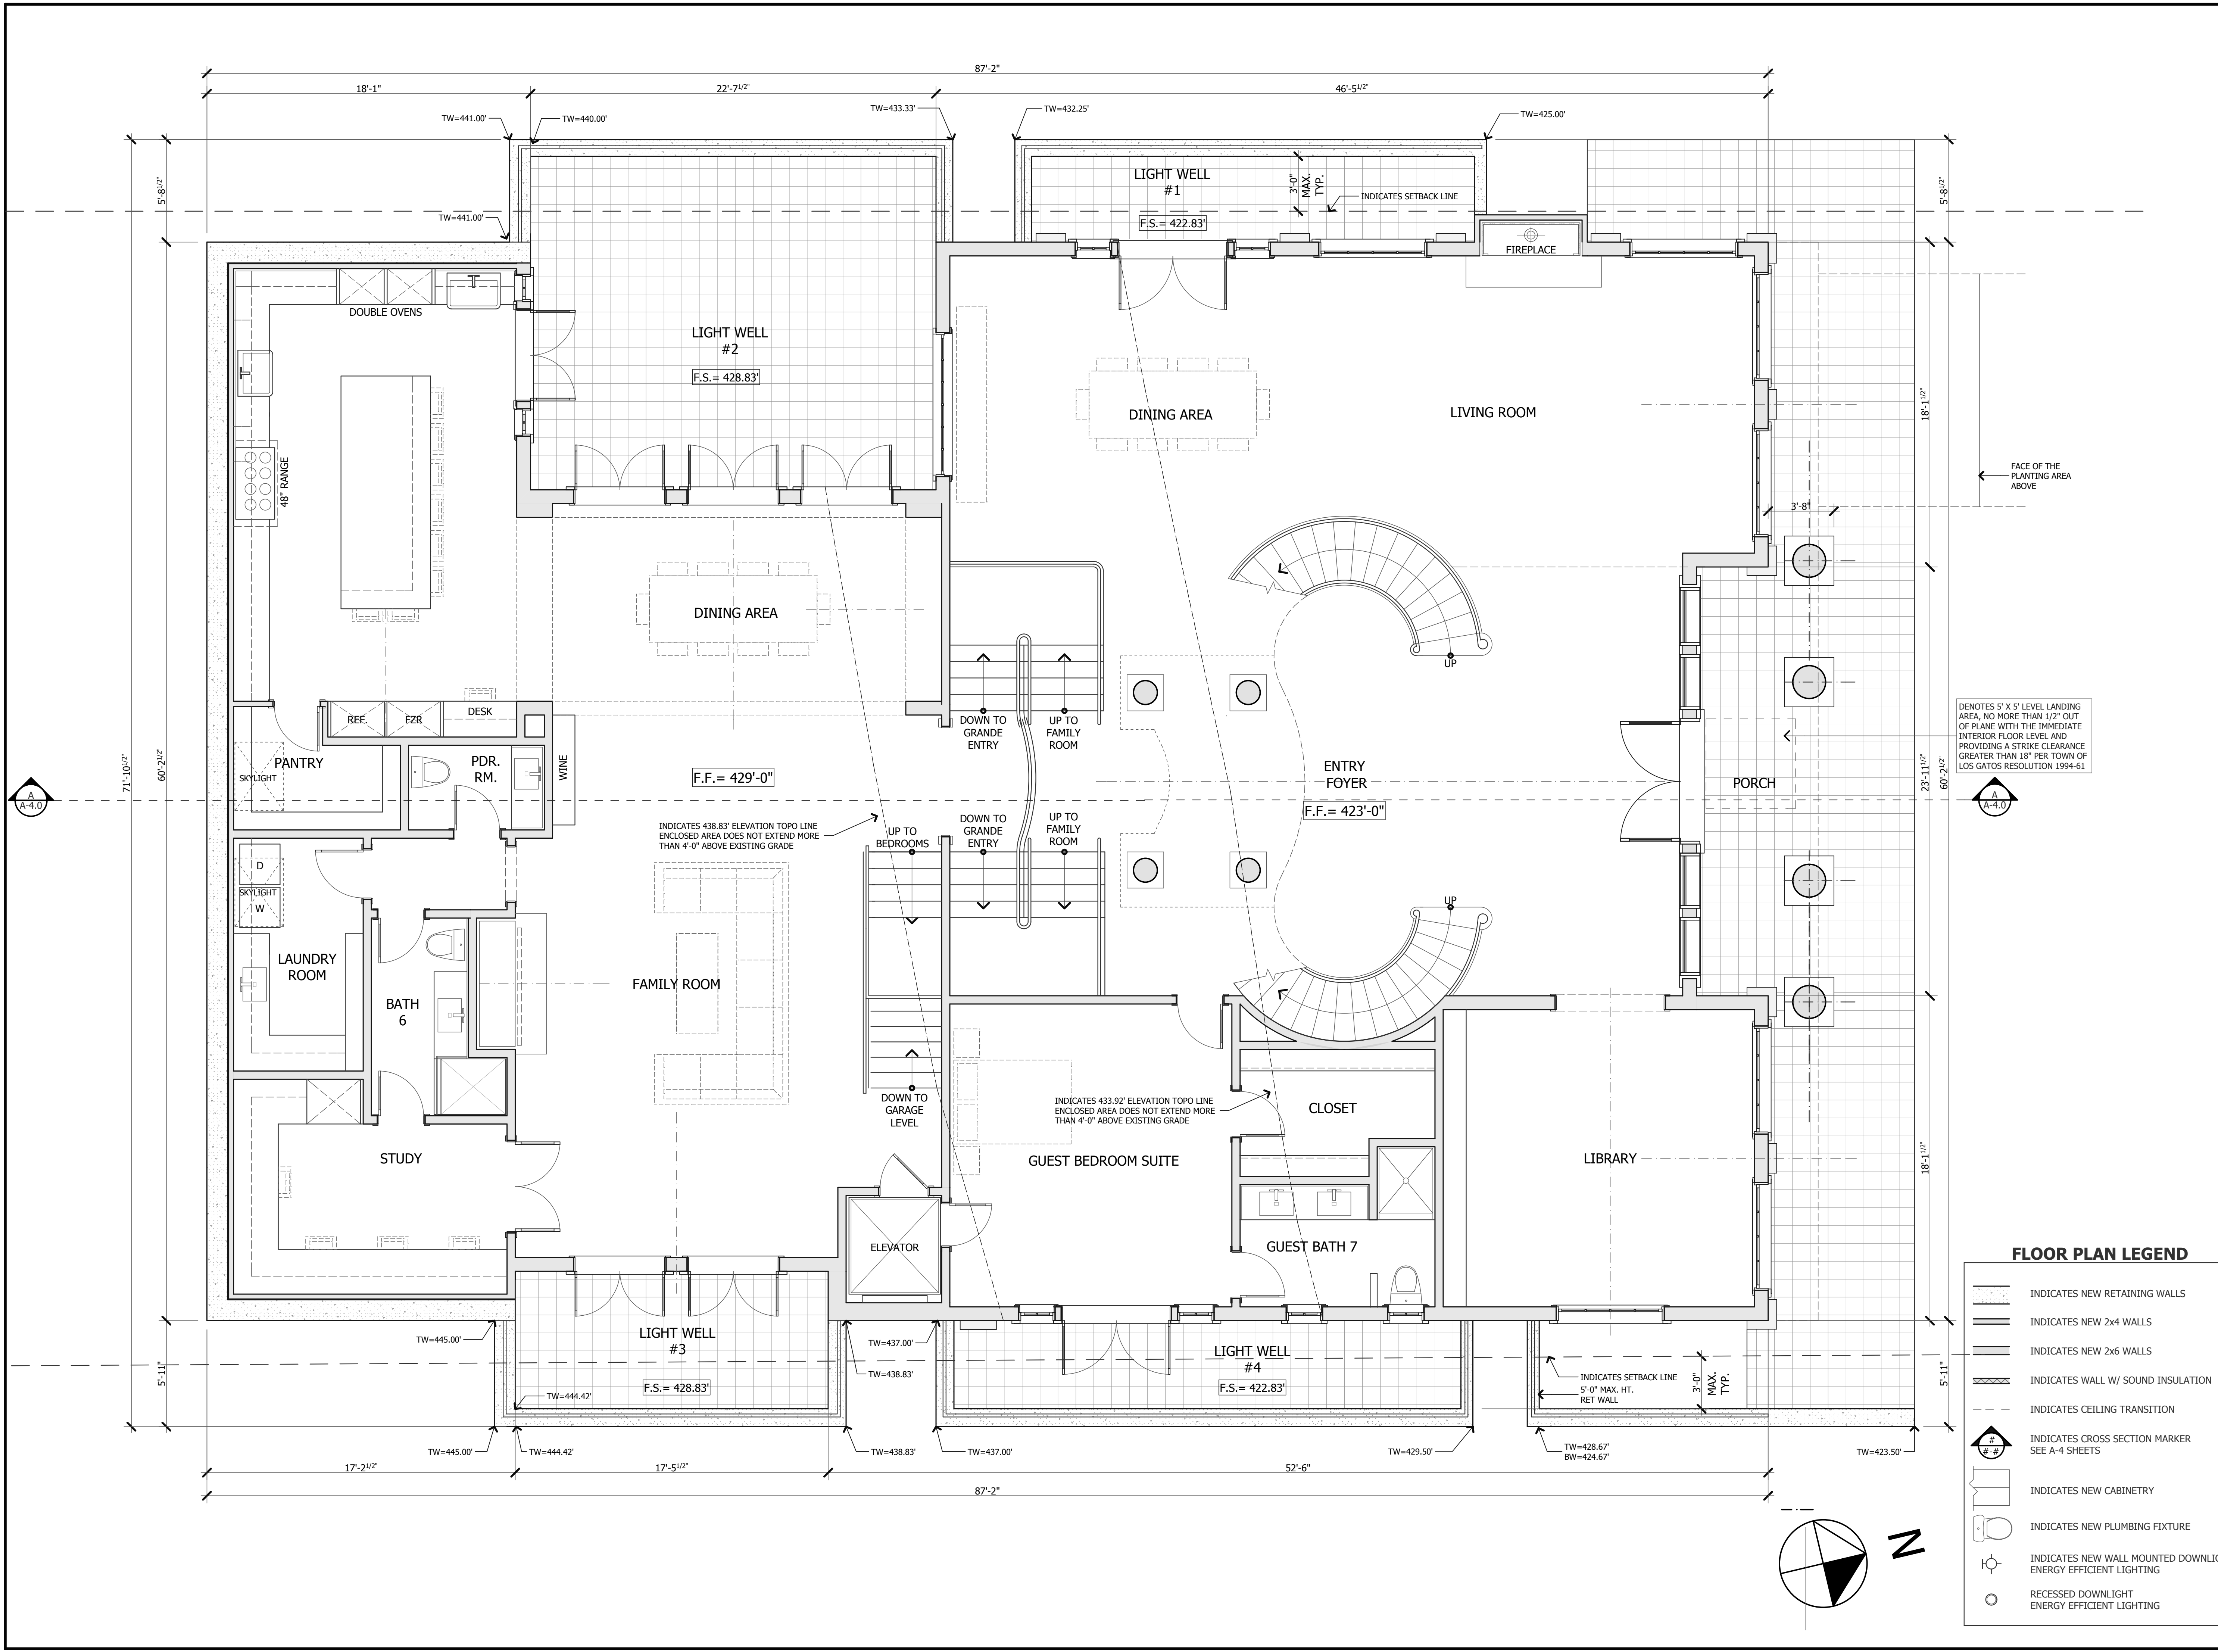 87'-2"
18'-1"
22'-7 1/2"
46'-5 1/2"
TW=441.00'
TW=440.00'
TW=433.33'
TW=432.25'
TW=425.00'
5'-8 1/2"
5'-8 1/2"
TW=441.00'
LIGHT WELL
#1
F.S.= 422.83'
3'-0"
MAX.
TYP.
INDICATES SETBACK LINE
FIREPLACE
DOUBLE OVENS
LIGHT WELL
#2
F.S.= 428.83'
48" RANGE
DINING AREA
LIVING ROOM
18'-1 1/2"
FACE OF THE
PLANTING AREA
ABOVE
3'-8"
DINING AREA
UP
REF.
FZR
DESK
DOWN TO
GRANDE
ENTRY
UP TO
FAMILY
ROOM
DENOTES 5' X 5' LEVEL LANDING
AREA, NO MORE THAN 1/2" OUT
OF PLANE WITH THE IMMEDIATE
INTERIOR FLOOR LEVEL AND
PROVIDING A STRIKE CLEARANCE
GREATER THAN 18" PER TOWN OF
LOS GATOS RESOLUTION 1994-61
71'-10 1/2"
60'-2 1/2"
SKYLIGHT
PANTRY
PDR.
RM.
WINE
F.F.= 429'-0"
ENTRY
FOYER
F.F.= 423'-0"
PORCH
23'-11 1/2"
60'-2 1/2"
A
A-4.0
A
A-4.0
INDICATES 438.83' ELEVATION TOPO LINE
ENCLOSED AREA DOES NOT EXTEND MORE
THAN 4'-0" ABOVE EXISTING GRADE
UP TO
BEDROOMS
DOWN TO
GRANDE
ENTRY
UP TO
FAMILY
ROOM
D
SKYLIGHT
W
UP
LAUNDRY
ROOM
BATH
6
FAMILY ROOM
DOWN TO
GARAGE
LEVEL
INDICATES 433.92' ELEVATION TOPO LINE
ENCLOSED AREA DOES NOT EXTEND MORE
THAN 4'-0" ABOVE EXISTING GRADE
CLOSET
STUDY
GUEST BEDROOM SUITE
LIBRARY
18'-1 1/2"
ELEVATOR
GUEST BATH 7
TW=445.00'
LIGHT WELL
#3
F.S.= 428.83'
TW=444.42'
TW=437.00'
TW=438.83'
LIGHT WELL
#4
F.S.= 422.83'
INDICATES SETBACK LINE
5'-0" MAX. HT.
RET WALL
3'-0"
MAX.
TYP.
5'-11"
5'-11"
TW=445.00'
TW=444.42'
TW=438.83'
TW=437.00'
TW=429.50'
TW=428.67'
BW=424.67'
TW=423.50'
17'-2 1/2"
17'-5 1/2"
52'-6"
87'-2"
N
FLOOR PLAN LEGEND
INDICATES NEW RETAINING WALLS
INDICATES NEW 2x4 WALLS
INDICATES NEW 2x6 WALLS
INDICATES WALL W/ SOUND INSULATION
INDICATES CEILING TRANSITION
#
#-#
INDICATES CROSS SECTION MARKER
SEE A-4 SHEETS
INDICATES NEW CABINETRY
INDICATES NEW PLUMBING FIXTURE
INDICATES NEW WALL MOUNTED
ENERGY EFFICIENT LIGHTING
RECESSED DOWNLIGHT
ENERGY EFFICIENT LIGHTING